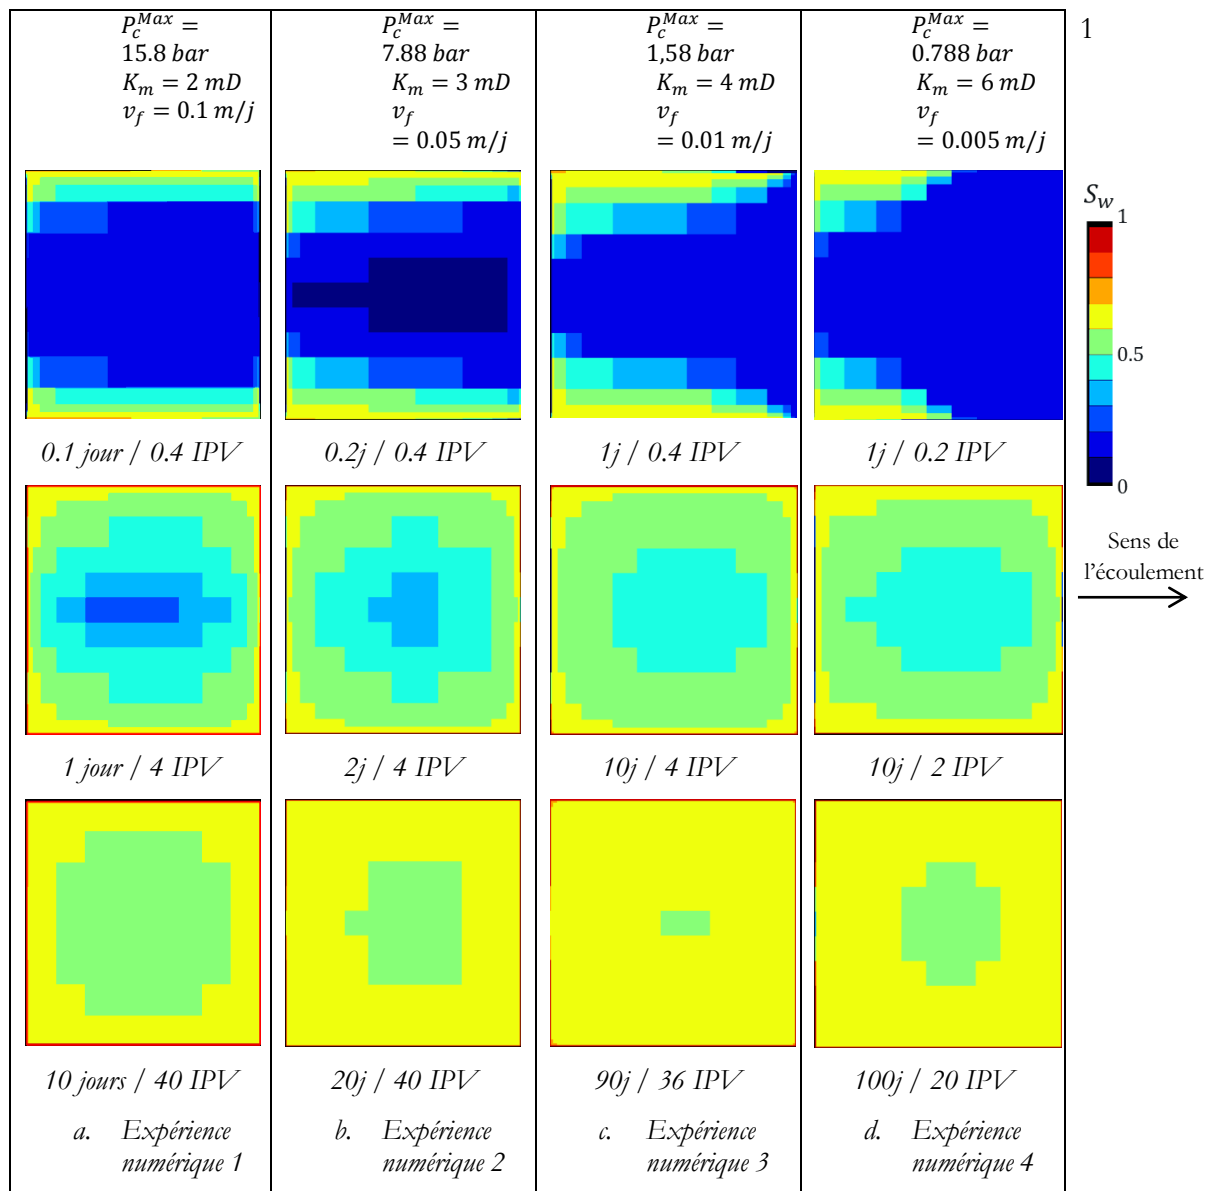 P_c^{Max} =
15.8 bar
K_m = 2 mD
v_f = 0.1 m/j
P_c^{Max} =
7.88 bar
K_m = 3 mD
v_f
= 0.05 m/j
P_c^{Max} =
1,58 bar
K_m = 4 mD
v_f
= 0.01 m/j
P_c^{Max} =
0.788 bar
K_m = 6 mD
v_f
= 0.005 m/j
1
S_w
1
0.5
0
Sens de
l'écoulement
0.1 jour / 0.4 IPV
0.2j / 0.4 IPV
1j / 0.4 IPV
1j / 0.2 IPV
1 jour / 4 IPV
2j / 4 IPV
10j / 4 IPV
10j / 2 IPV
10 jours / 40 IPV
20j / 40 IPV
90j / 36 IPV
100j / 20 IPV
a. Expérience
numérique 1
b. Expérience
numérique 2
c. Expérience
numérique 3
d. Expérience
numérique 4